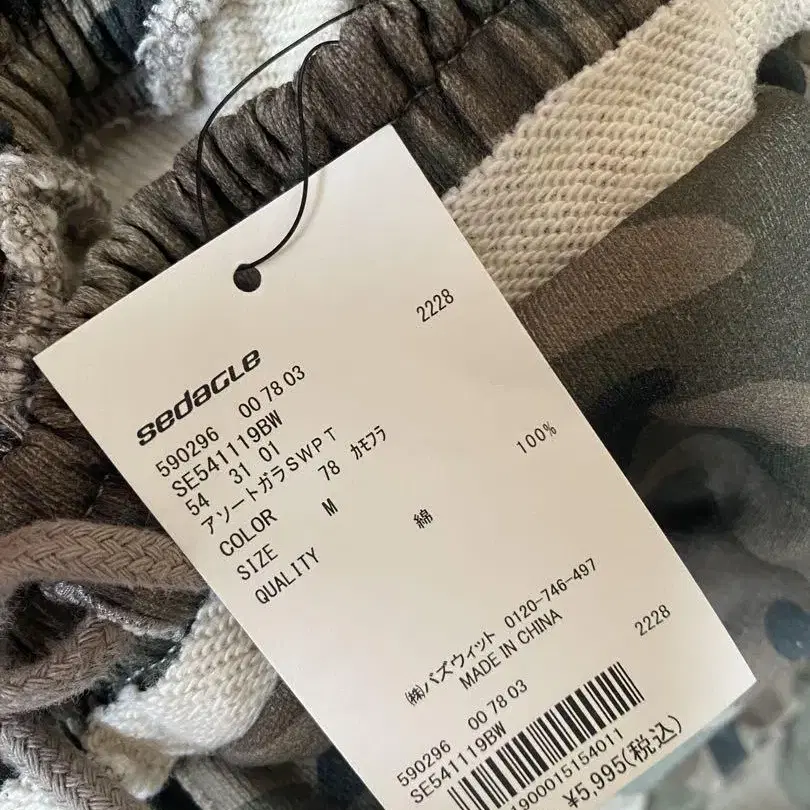 sedagle
2228
590296 00 78 03
SE541119BW
54 31 01
アソートガラSWPT
COLOR 78 ｶﾓﾌﾗ
SIZE M
QUALITY 綿 100%
㈱パズウィット 0120-746-497
MADE IN CHINA
2228
590296 00 78 03
SE541119BW
1900015154011
¥5,995(税込)